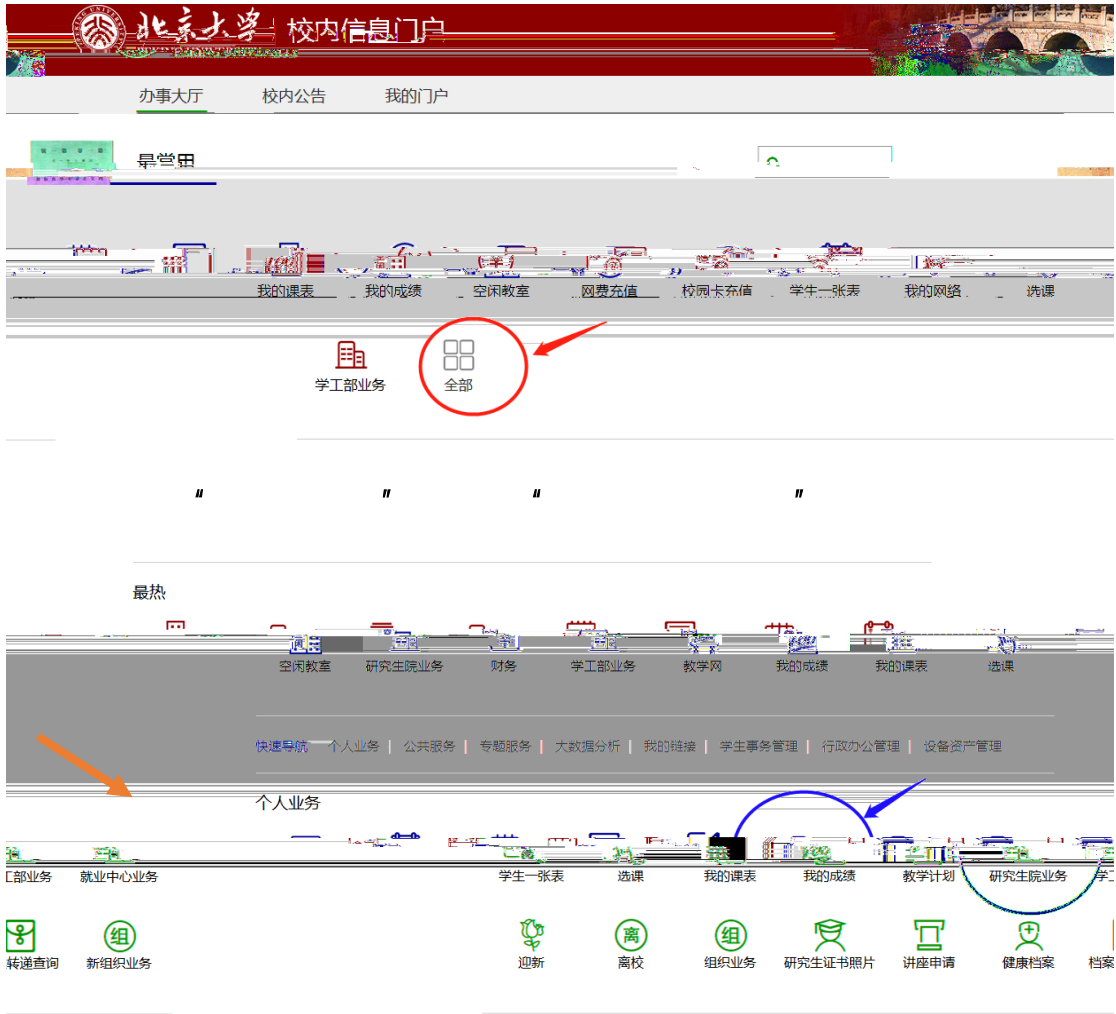 北京大学 校内信息门户
办事大厅 校内公告 我的门户
最常用
我的课表 我的成绩 空闲教室 网费充值 校园卡充值 学生一张表 我的网络 选课
学工部业务 全部
“ ” “ ”
最热
空闲教室 研究生院业务 财务 学工部业务 教学网 我的成绩 我的课表 选课
快速导航 个人业务 | 公共服务 | 专题服务 | 大数据分析 | 我的链接 | 学生事务管理 | 行政办公管理 | 设备资产管理
个人业务
工部业务 就业中心业务 学生一张表 选课 我的课表 我的成绩 教学计划 研究生院业务 学工
离 组 组
转递查询 新组织业务 迎新 离校 组织业务 研究生证书照片 讲座申请 健康档案 档案